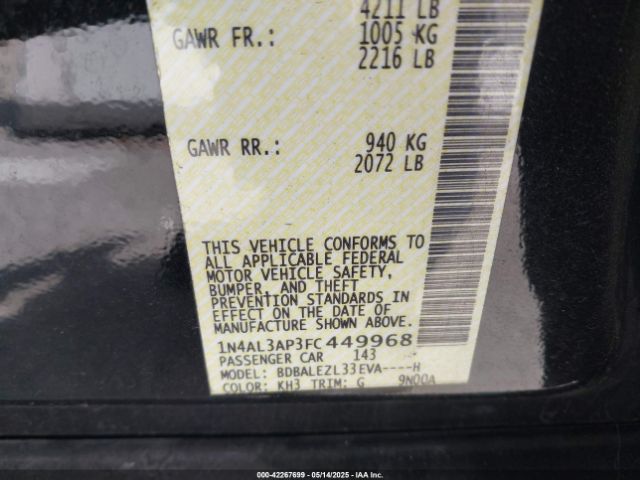 4211 LB
GAWR FR.: 1005 KG
2216 LB
GAWR RR.: 940 KG
2072 LB
THIS VEHICLE CONFORMS TO
ALL APPLICABLE FEDERAL
MOTOR VEHICLE SAFETY,
BUMPER, AND THEFT
PREVENTION STANDARDS IN
EFFECT ON THE DATE OF
MANUFACTURE SHOWN ABOVE.
1N4AL3AP3FC449968
PASSENGER CAR 143
MODEL: BDBALEZL33EVA----H
COLOR: KH3 TRIM: G 9N00A
000-42267699 - 05/14/2025 - IAA Inc.